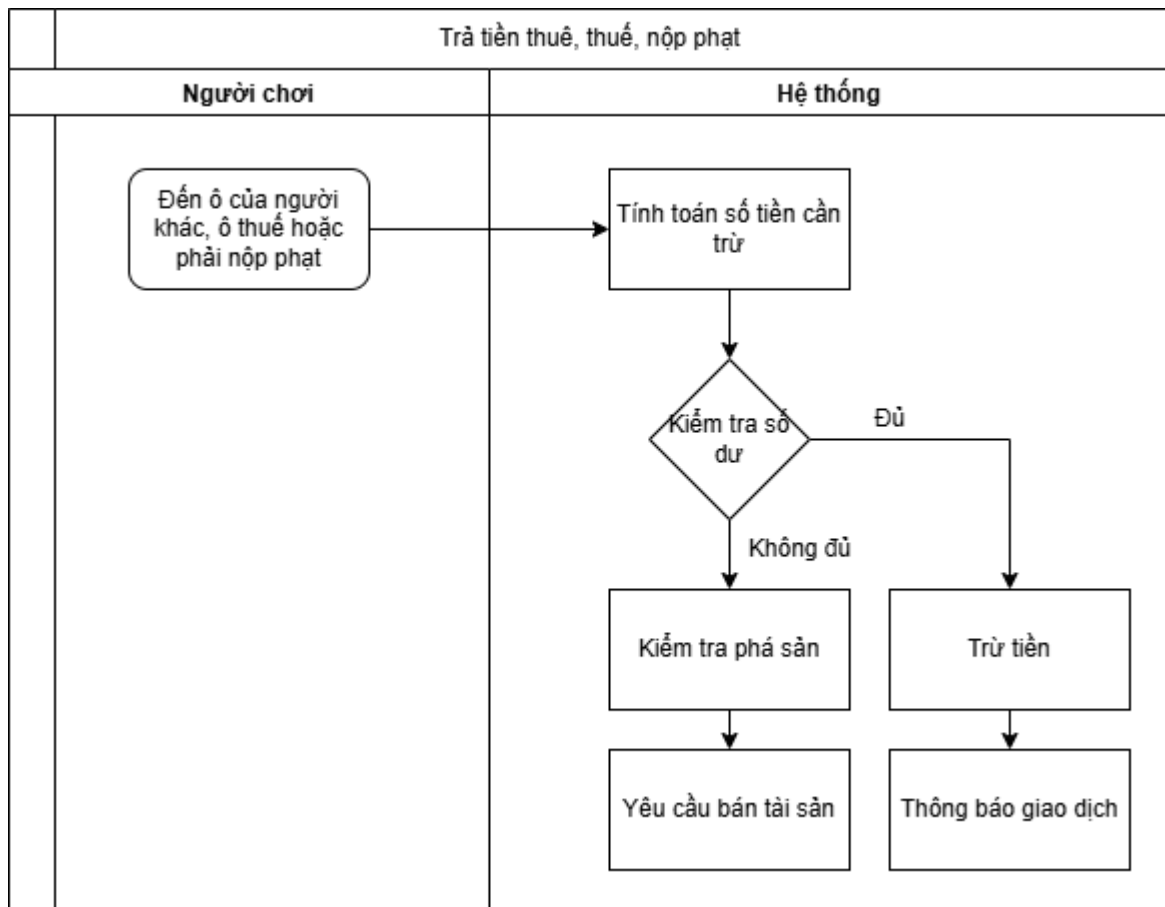 Trả tiền thuê, thuế, nộp phạt
Người chơi
Hệ thống
Đến ô của người
khác, ô thuế hoặc
phải nộp phạt
Tính toán số tiền cần
trừ
Kiểm tra số
dư
Đủ
Không đủ
Kiểm tra phá sản
Trừ tiền
Yêu cầu bán tài sản
Thông báo giao dịch